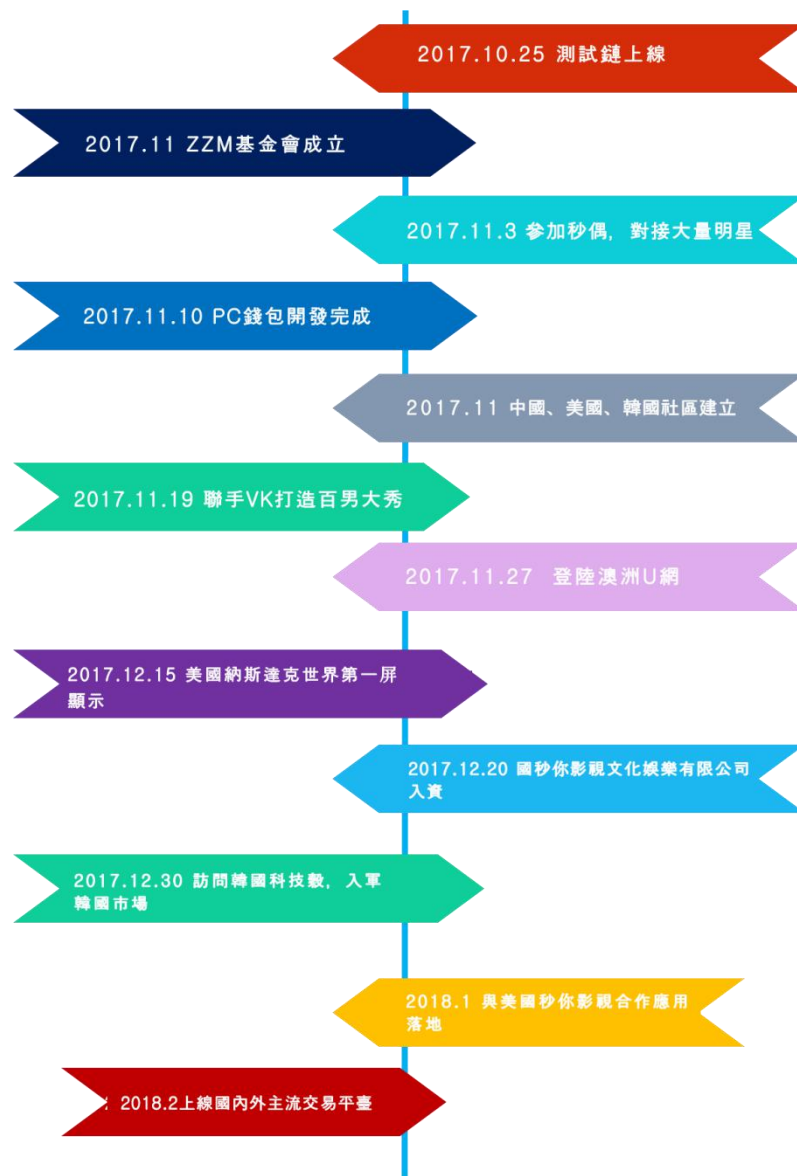 2017.10.25 測試鏈上線
2017.11 ZZM基金會成立
2017.11.3 參加秒偶，對接大量明星
2017.11.10 PC錢包開發完成
2017.11 中國、美國、韓國社區建立
2017.11.19 聯手VK打造百男大秀
2017.11.27 登陸澳洲U網
2017.12.15 美國納斯達克世界第一屏
顯示
2017.12.20 國秒你影視文化娛樂有限公司
入資
2017.12.30 訪問韓國科技穀，入軍
韓國市場
2018.1 與美國秒你影視合作應用
落地
2018.2上線國內外主流交易平臺